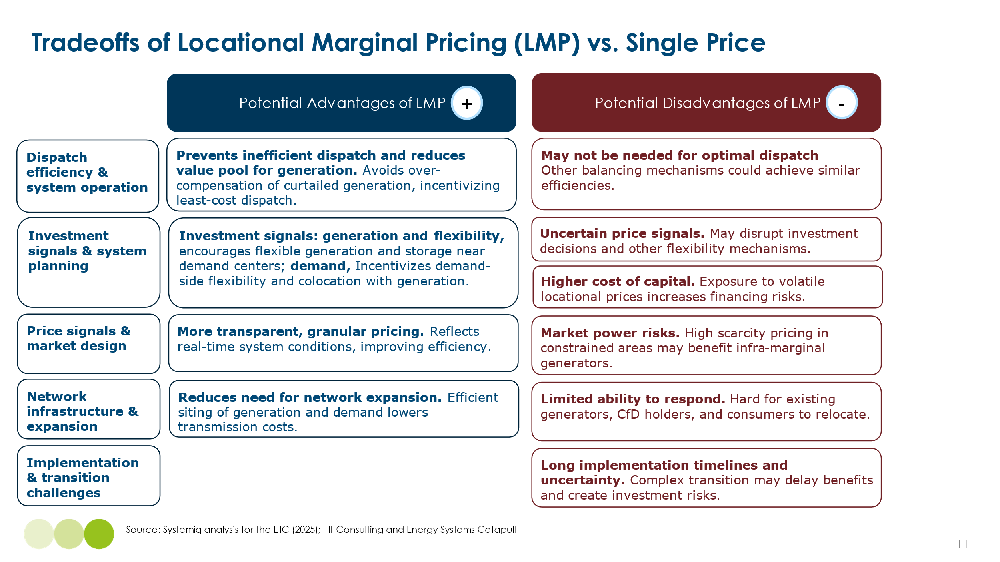 Tradeoffs of Locational Marginal Pricing (LMP) vs. Single Price
Potential Advantages of LMP +
Potential Disadvantages of LMP -
Dispatch
efficiency &
system operation
Prevents inefficient dispatch and reduces
value pool for generation. Avoids over-
compensation of curtailed generation, incentivizing
least-cost dispatch.
May not be needed for optimal dispatch
Other balancing mechanisms could achieve similar
efficiencies.
Investment
signals & system
planning
Investment signals: generation and flexibility,
encourages flexible generation and storage near
demand centers; demand, Incentivizes demand-
side flexibility and colocation with generation.
Uncertain price signals. May disrupt investment
decisions and other flexibility mechanisms.
Higher cost of capital. Exposure to volatile
locational prices increases financing risks.
Price signals &
market design
More transparent, granular pricing. Reflects
real-time system conditions, improving efficiency.
Market power risks. High scarcity pricing in
constrained areas may benefit infra-marginal
generators.
Network
infrastructure &
expansion
Reduces need for network expansion. Efficient
siting of generation and demand lowers
transmission costs.
Limited ability to respond. Hard for existing
generators, CfD holders, and consumers to relocate.
Implementation
& transition
challenges
Long implementation timelines and
uncertainty. Complex transition may delay benefits
and create investment risks.
Source: Systemiq analysis for the ETC (2025); FTI Consulting and Energy Systems Catapult
11